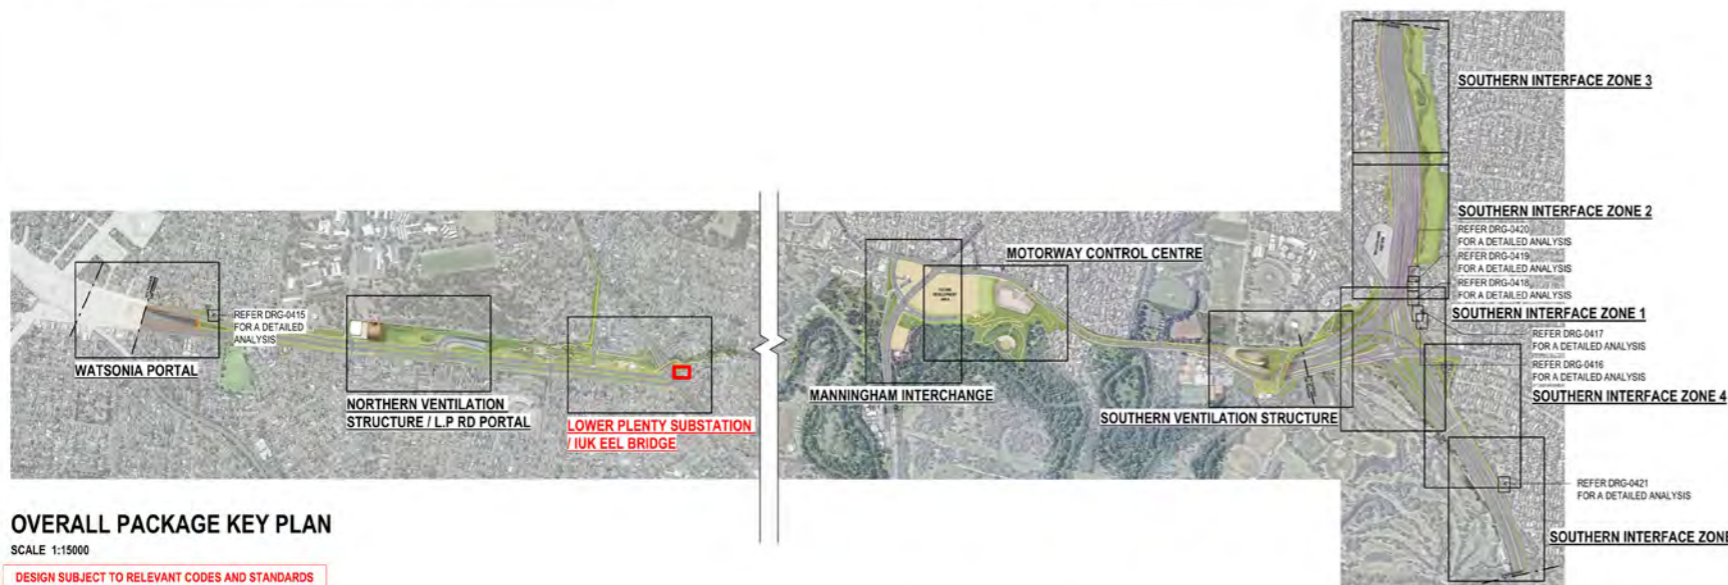 SOUTHERN INTERFACE ZONE 3
SOUTHERN INTERFACE ZONE 2
REFER DRG-0420
FOR A DETAILED ANALYSIS
REFER DRG-0419
FOR A DETAILED ANALYSIS
REFER DRG-0418
FOR A DETAILED ANALYSIS
SOUTHERN INTERFACE ZONE 1
REFER DRG-0417
FOR A DETAILED ANALYSIS
REFER DRG-0416
FOR A DETAILED ANALYSIS
SOUTHERN INTERFACE ZONE 4
REFER DRG-0421
FOR A DETAILED ANALYSIS
SOUTHERN INTERFACE ZONE
MOTORWAY CONTROL CENTRE
MANNINGHAM INTERCHANGE
SOUTHERN VENTILATION STRUCTURE
REFER DRG-0415
FOR A DETAILED
ANALYSIS
WATSONIA PORTAL
NORTHERN VENTILATION
STRUCTURE / L.P RD PORTAL
LOWER PLENTY SUBSTATION
/ IUK EEL BRIDGE
OVERALL PACKAGE KEY PLAN
SCALE 1:15000
DESIGN SUBJECT TO RELEVANT CODES AND STANDARDS